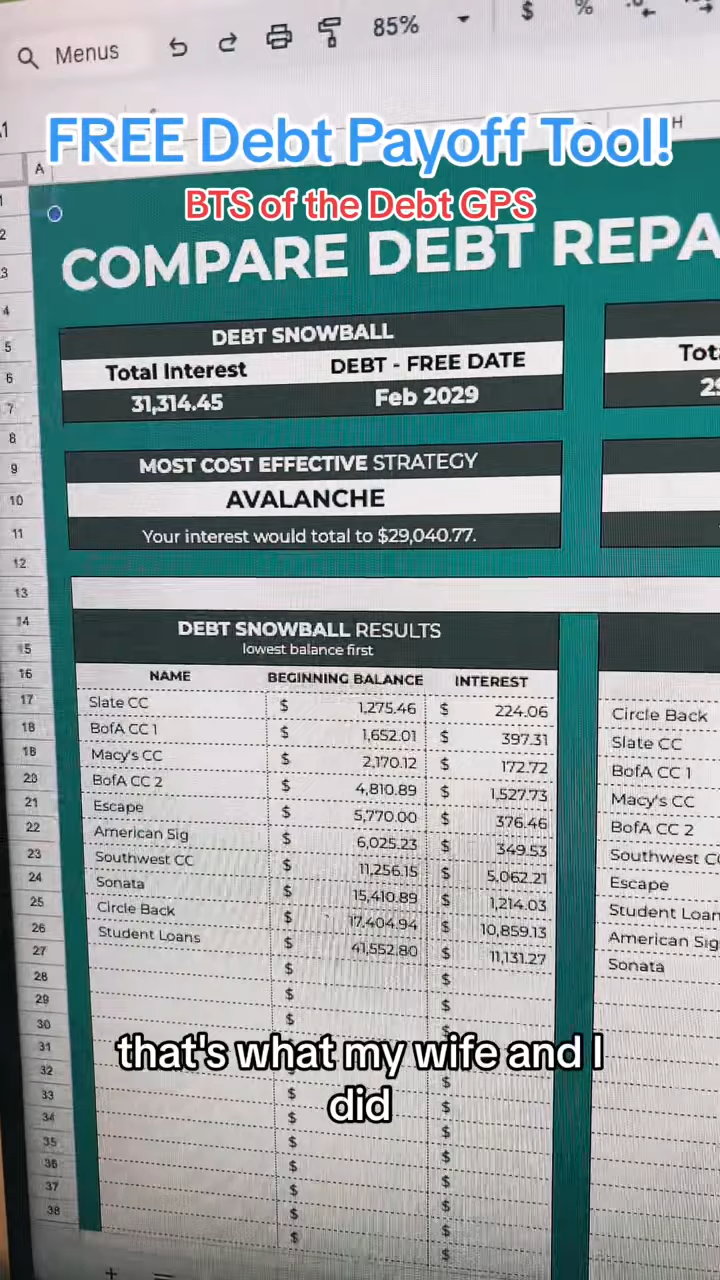 Menus
85%
$
%
A
H
FREE Debt Payoff Tool!
BTS of the Debt GPS
COMPARE DEBT REPA
DEBT SNOWBALL
Total Interest
DEBT - FREE DATE
31,314.45
Feb 2029
MOST COST EFFECTIVE STRATEGY
AVALANCHE
Your interest would total to $29,040.77.
DEBT SNOWBALL RESULTS
lowest balance first
NAME BEGINNING BALANCE INTEREST
Slate CC $ 1,275.46 $ 224.06
BofA CC 1 $ 1,652.01 $ 397.31
Macy's CC $ 2,170.12 $ 172.72
BofA CC 2 $ 4,810.89 $ 1,527.73
Escape $ 5,770.00 $ 376.46
American Sig $ 6,025.23 $ 349.53
Southwest CC $ 11,256.15 $ 5,062.21
Sonata $ 15,410.89 $ 1,214.03
Circle Back $ 17,404.94 $ 10,859.13
Student Loans $ 41,552.80 $ 11,131.27
Circle Back
Slate CC
BofA CC 1
Macy's CC
BofA CC 2
Southwest C
Escape
Student Loan
American Sig
Sonata
that's what my wife and I
did